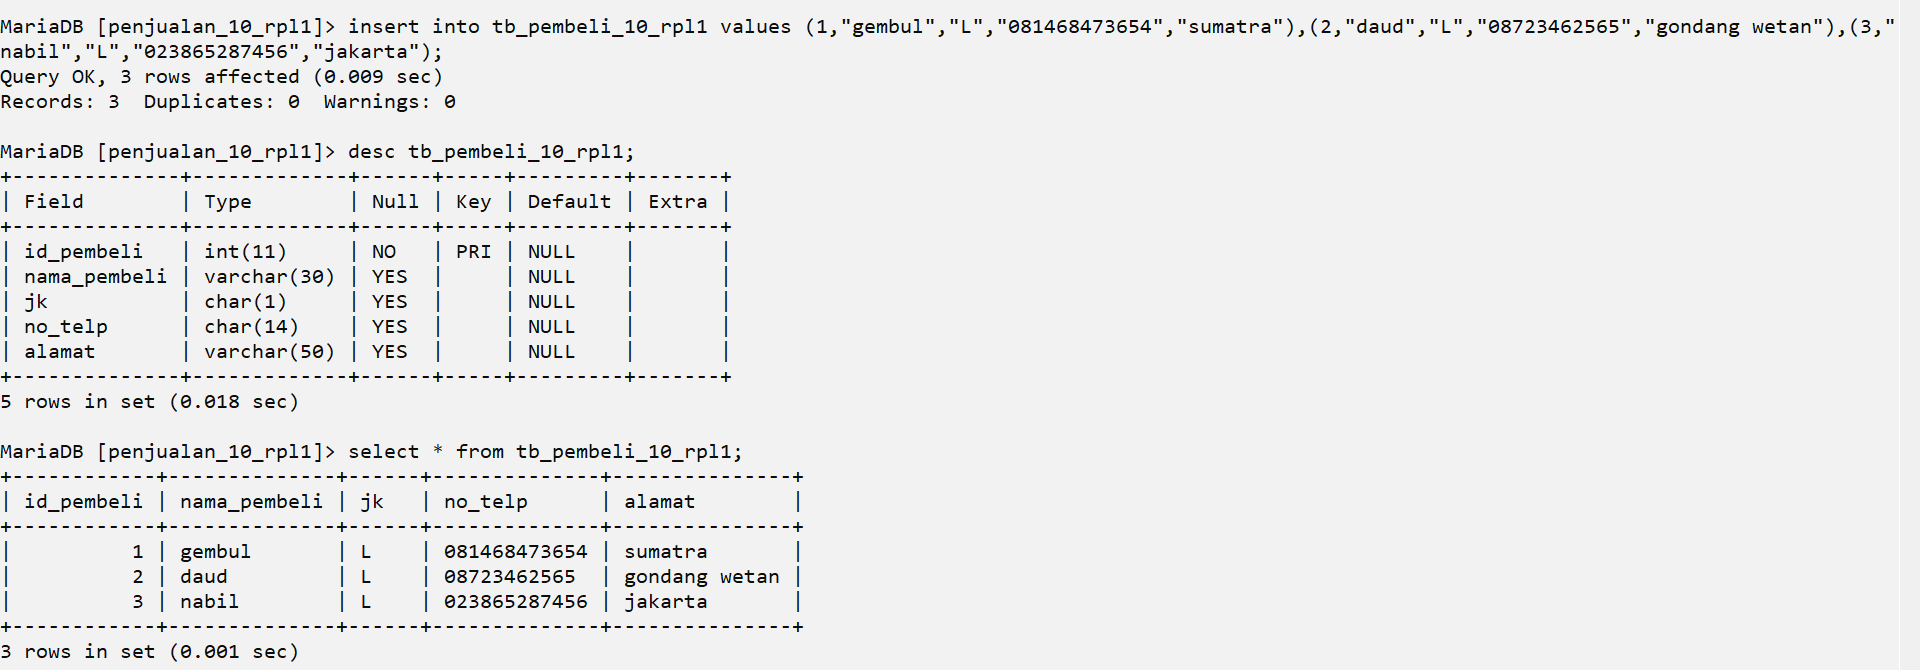 MariaDB [penjualan_10_rpl1]> insert into tb_pembeli_10_rpl1 values (1,"gembul","L","081468473654","sumatra"),(2,"daud","L","08723462565","gondang wetan"),(3,"
nabil","L","023865287456","jakarta");
Query OK, 3 rows affected (0.009 sec)
Records: 3  Duplicates: 0  Warnings: 0

MariaDB [penjualan_10_rpl1]> desc tb_pembeli_10_rpl1;
+--------------+-------------+------+-----+---------+-------+
| Field        | Type        | Null | Key | Default | Extra |
+--------------+-------------+------+-----+---------+-------+
| id_pembeli   | int(11)     | NO   | PRI | NULL    |       |
| nama_pembeli | varchar(30) | YES  |     | NULL    |       |
| jk           | char(1)     | YES  |     | NULL    |       |
| no_telp      | char(14)    | YES  |     | NULL    |       |
| alamat       | varchar(50) | YES  |     | NULL    |       |
+--------------+-------------+------+-----+---------+-------+
5 rows in set (0.018 sec)

MariaDB [penjualan_10_rpl1]> select * from tb_pembeli_10_rpl1;
+------------+--------------+------+--------------+---------------+
| id_pembeli | nama_pembeli | jk   | no_telp      | alamat        |
+------------+--------------+------+--------------+---------------+
|          1 | gembul       | L    | 081468473654 | sumatra       |
|          2 | daud         | L    | 08723462565  | gondang wetan |
|          3 | nabil        | L    | 023865287456 | jakarta       |
+------------+--------------+------+--------------+---------------+
3 rows in set (0.001 sec)